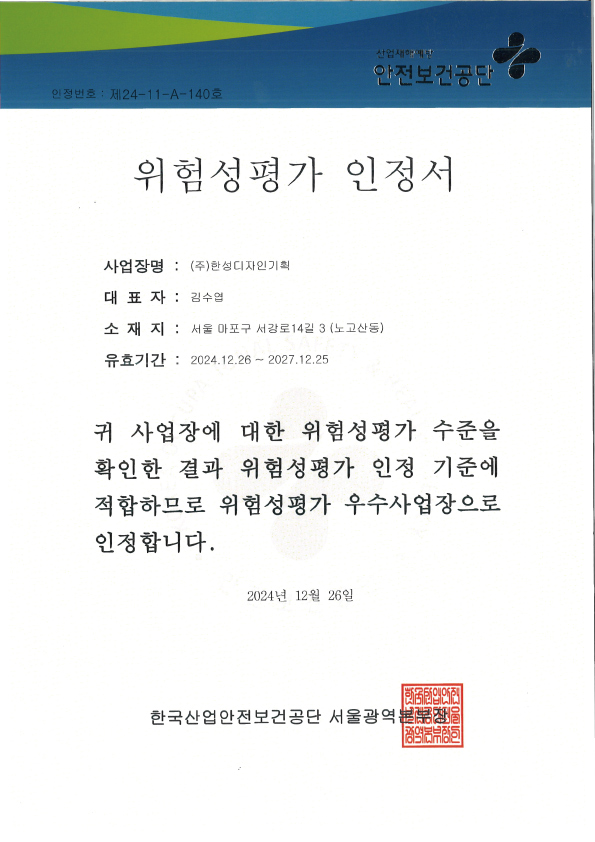 산업재해예방
안전보건공단
인정번호 : 제24-11-A-140호
위험성평가 인정서
사업장명 : (주)한성디자인기획
대 표 자 : 김수엽
소 재 지 : 서울 마포구 서강로14길 3 (노고산동)
유효기간 : 2024.12.26 ~ 2027.12.25
귀 사업장에 대한 위험성평가 수준을
확인한 결과 위험성평가 인정 기준에
적합하므로 위험성평가 우수사업장으로
인정합니다.
2024년 12월 26일
한국산업안전보건공단 서울광역본부장